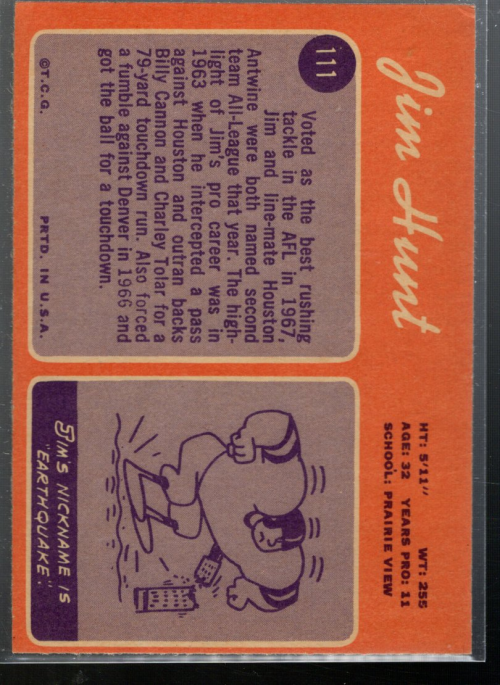 Jim Hunt
HT: 5'11" WT: 255
AGE: 32 YEARS PRO: 11
SCHOOL: PRAIRIE VIEW
111
Voted as the best rushing
tackle in the AFL in 1967,
Jim and line-mate Houston
Antwine were both named second
team All-League that year. The high-
light of Jim's pro career was in
1963 when he intercepted a pass
against Houston and outran backs
Billy Cannon and Charley Tolar for a
79-yard touchdown run. Also forced
a fumble against Denver in 1966 and
got the ball for a touchdown.
©T.C.G. PRTD. IN U.S.A.
JIM'S NICKNAME IS
"EARTHQUAKE".